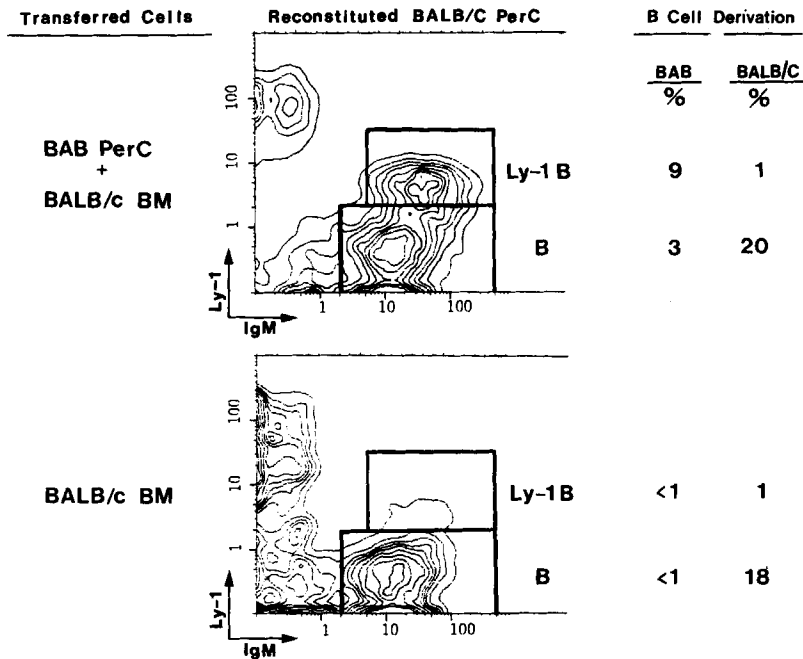 Transferred Cells
Reconstituted BALB/C PerC
B Cell Derivation
BAB
%
BALB/C
%
BAB PerC
+
BALB/c BM
100
10
1
Ly-1
1 10 100
IgM
Ly-1 B 9 1
B 3 20
BALB/c BM
100
10
1
Ly-1
1 10 100
IgM
Ly-1B <1 1
B <1 18